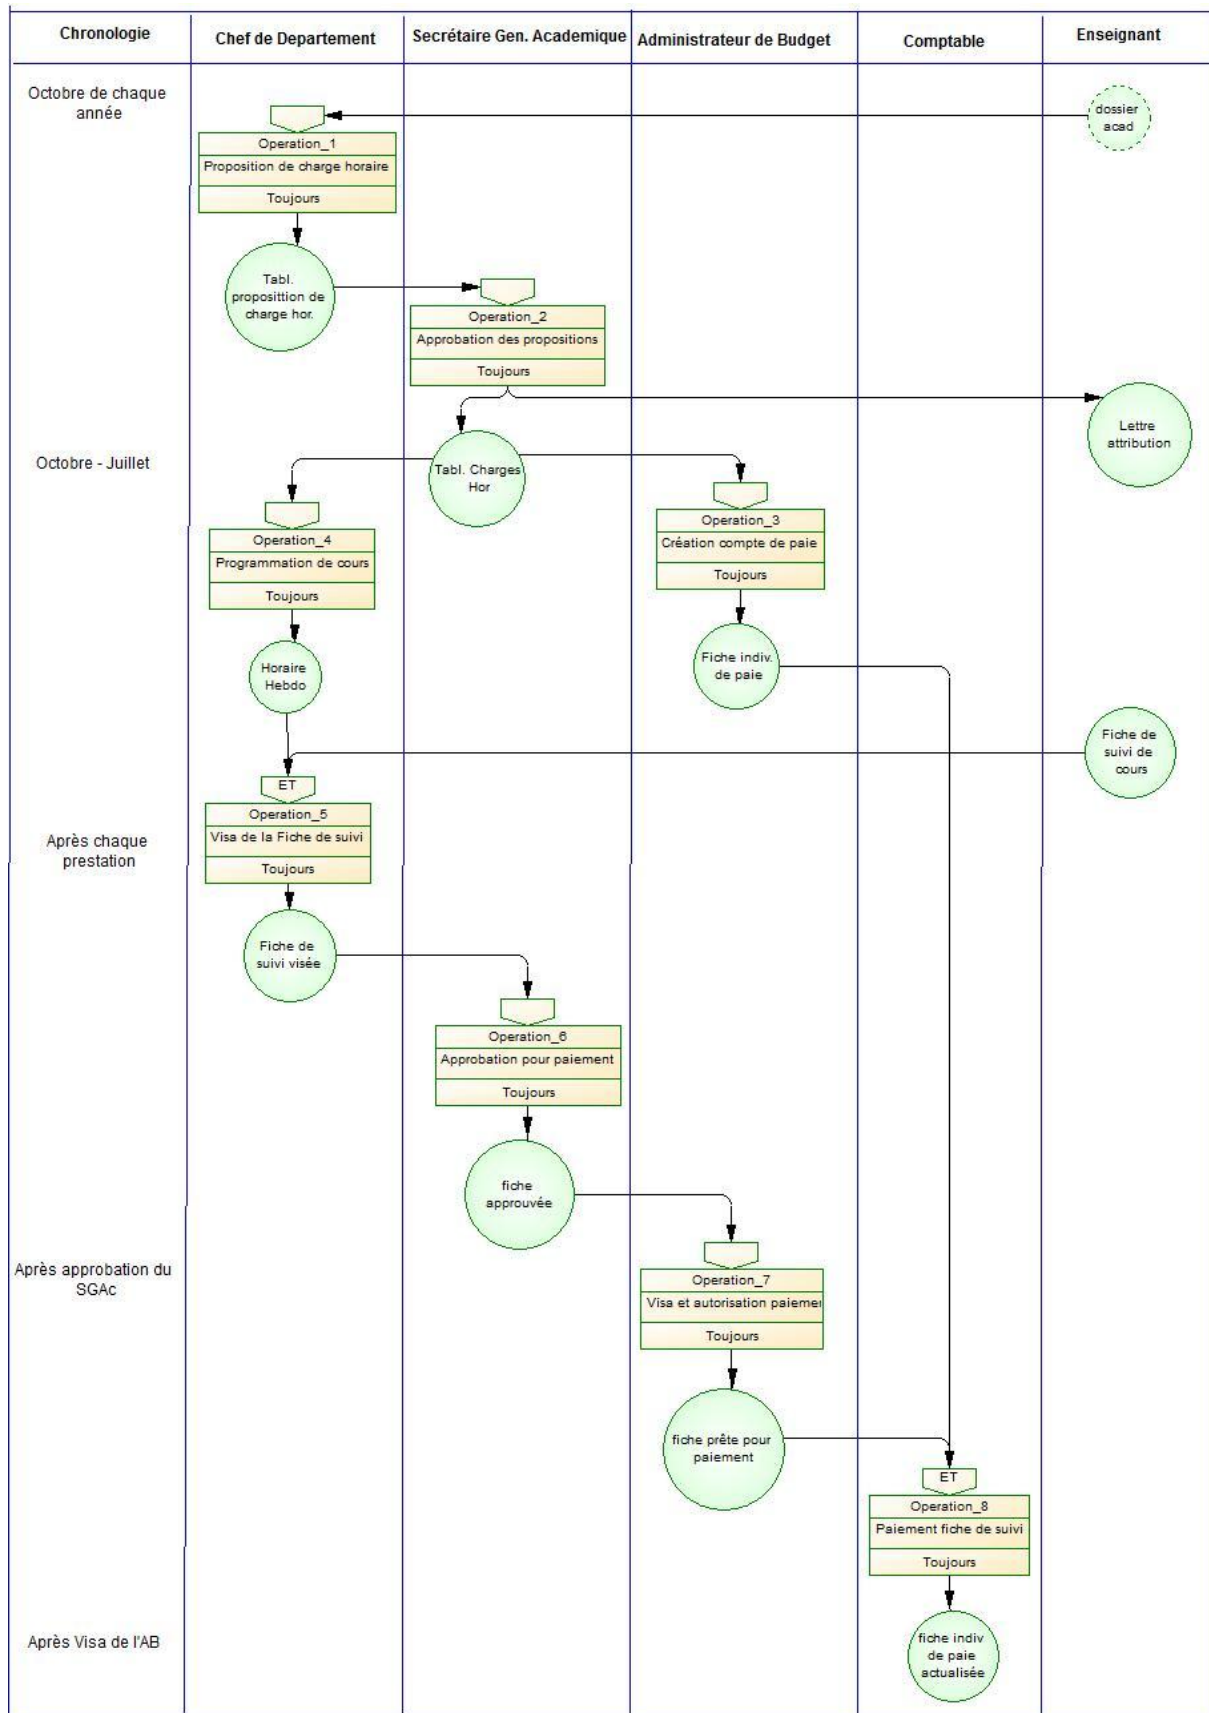 Chronologie
Chef de Departement
Secrétaire Gen. Academique
Administrateur de Budget
Comptable
Enseignant
Octobre de chaque
année
dossier
acad
Operation_1
Proposition de charge horaire
Toujours
Tabl.
proposittion de
charge hor.
Operation_2
Approbation des propositions
Toujours
Lettre
attribution
Octobre - Juillet
Tabl. Charges
Hor
Operation_4
Programmation de cours
Toujours
Operation_3
Création compte de paie
Toujours
Horaire
Hebdo
Fiche indiv.
de paie
Fiche de
suivi de
cours
ET
Operation_5
Visa de la Fiche de suivi
Toujours
Après chaque
prestation
Fiche de
suivi visée
Operation_6
Approbation pour paiement
Toujours
fiche
approuvée
Après approbation du
SGAc
Operation_7
Visa et autorisation paiemei
Toujours
fiche prête pour
paiement
ET
Operation_8
Paiement fiche de suivi
Toujours
Après Visa de l'AB
fiche indiv
de paie
actualisée